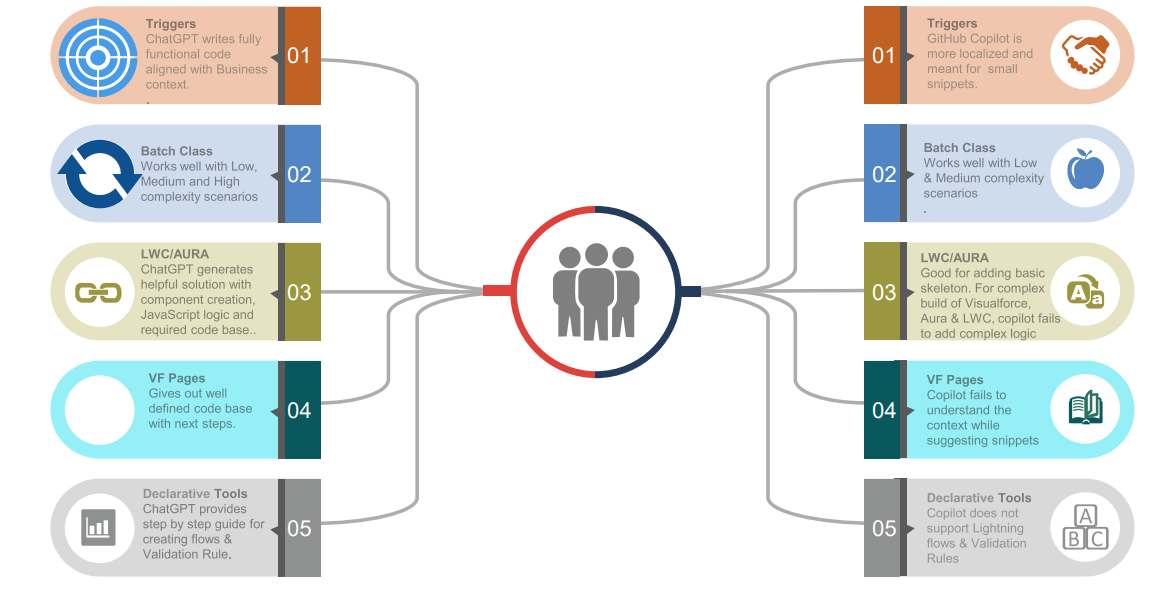 Triggers
ChatGPT writes fully
functional code
aligned with Business
context.
.
01
Batch Class
Works well with Low,
Medium and High
complexity scenarios
02
LWC/AURA
ChatGPT generates
helpful solution with
component creation,
JavaScript logic and
required code base..
03
VF Pages
Gives out well
defined code base
with next steps.
04
Declarative Tools
ChatGPT provides
step by step guide for
creating flows &
Validation Rule.
05
01
Triggers
GitHub Copilot is
more localized and
meant for small
snippets.
02
Batch Class
Works well with Low
& Medium complexity
scenarios
.
03
LWC/AURA
Good for adding basic
skeleton. For complex
build of Visualforce,
Aura & LWC, copilot fails
to add complex logic
A a
04
VF Pages
Copilot fails to
understand the
context while
suggesting snippets
05
Declarative Tools
Copilot does not
support Lightning
flows & Validation
Rules
A
B C